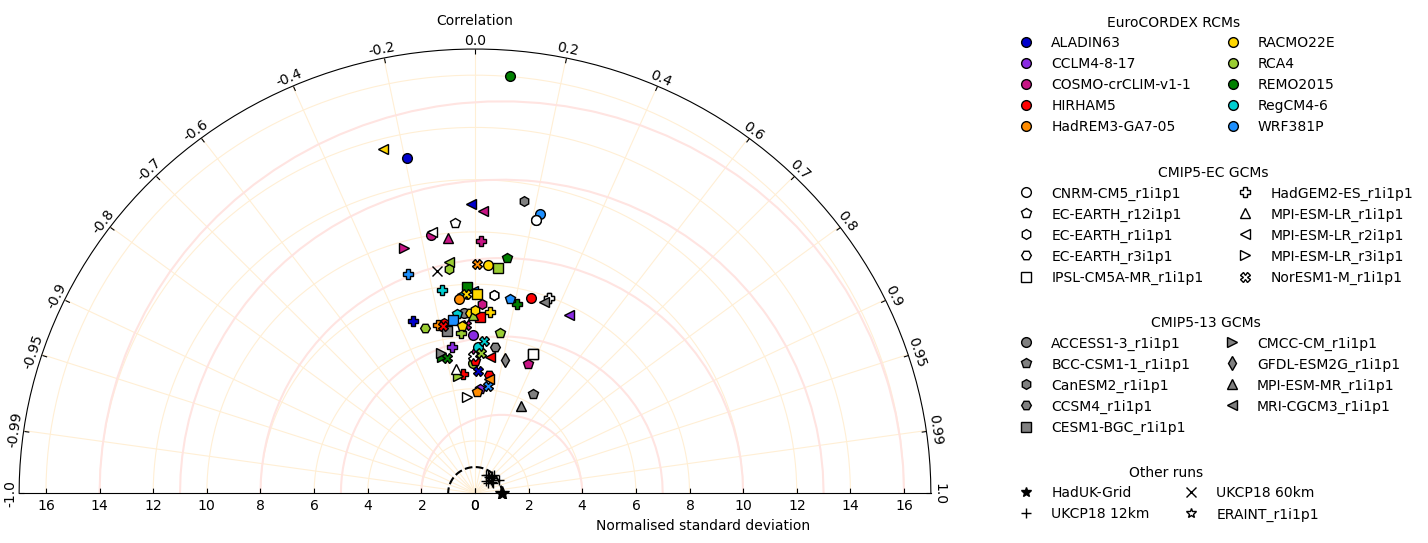 Correlation
-1.0 -0.99 -0.95 -0.9 -0.8 -0.7 -0.6 -0.4 -0.2 0.0 0.2 0.4 0.6 0.7 0.8 0.9 0.95 0.99 1.0
16 14 12 10 8 6 4 2 0 0 2 4 6 8 10 12 14 16
Normalised standard deviation
EuroCORDEX RCMs
ALADIN63 RACMO22E
CCLM4-8-17 RCA4
COSMO-crCLIM-v1-1 REMO2015
HIRHAM5 RegCM4-6
HadREM3-GA7-05 WRF381P
CMIP5-EC GCMs
CNRM-CM5_r1i1p1 HadGEM2-ES_r1i1p1
EC-EARTH_r12i1p1 MPI-ESM-LR_r1i1p1
EC-EARTH_r1i1p1 MPI-ESM-LR_r2i1p1
EC-EARTH_r3i1p1 MPI-ESM-LR_r3i1p1
IPSL-CM5A-MR_r1i1p1 NorESM1-M_r1i1p1
CMIP5-13 GCMs
ACCESS1-3_r1i1p1 CMCC-CM_r1i1p1
BCC-CSM1-1_r1i1p1 GFDL-ESM2G_r1i1p1
CanESM2_r1i1p1 MPI-ESM-MR_r1i1p1
CCSM4_r1i1p1 MRI-CGCM3_r1i1p1
CESM1-BGC_r1i1p1
Other runs
HadUK-Grid UKCP18 60km
UKCP18 12km ERAINT_r1i1p1